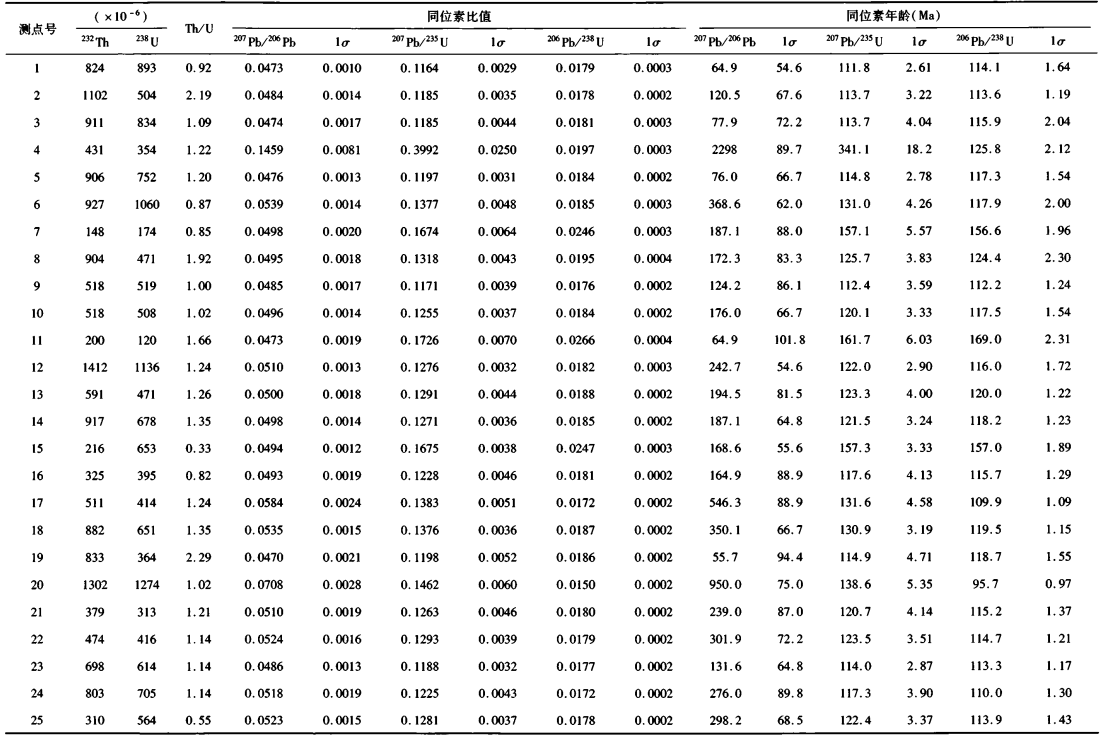 测点号 (×10⁻⁶) Th/U 同位素比值 同位素年龄(Ma)
²³²Th ²³⁸U ²⁰⁷Pb/²⁰⁶Pb 1σ ²⁰⁷Pb/²³⁵U 1σ ²⁰⁶Pb/²³⁸U 1σ ²⁰⁷Pb/²⁰⁶Pb 1σ ²⁰⁷Pb/²³⁵U 1σ ²⁰⁶Pb/²³⁸U 1σ
1 824 893 0.92 0.0473 0.0010 0.1164 0.0029 0.0179 0.0003 64.9 54.6 111.8 2.61 114.1 1.64
2 1102 504 2.19 0.0484 0.0014 0.1185 0.0035 0.0178 0.0002 120.5 67.6 113.7 3.22 113.6 1.19
3 911 834 1.09 0.0474 0.0017 0.1185 0.0044 0.0181 0.0003 77.9 72.2 113.7 4.04 115.9 2.04
4 431 354 1.22 0.1459 0.0081 0.3992 0.0250 0.0197 0.0003 2298 89.7 341.1 18.2 125.8 2.12
5 906 752 1.20 0.0476 0.0013 0.1197 0.0031 0.0184 0.0002 76.0 66.7 114.8 2.78 117.3 1.54
6 927 1060 0.87 0.0539 0.0014 0.1377 0.0048 0.0185 0.0003 368.6 62.0 131.0 4.26 117.9 2.00
7 148 174 0.85 0.0498 0.0020 0.1674 0.0064 0.0246 0.0003 187.1 88.0 157.1 5.57 156.6 1.96
8 904 471 1.92 0.0495 0.0018 0.1318 0.0043 0.0195 0.0004 172.3 83.3 125.7 3.83 124.4 2.30
9 518 519 1.00 0.0485 0.0017 0.1171 0.0039 0.0176 0.0002 124.2 86.1 112.4 3.59 112.2 1.24
10 518 508 1.02 0.0496 0.0014 0.1255 0.0037 0.0184 0.0002 176.0 66.7 120.1 3.33 117.5 1.54
11 200 120 1.66 0.0473 0.0019 0.1726 0.0070 0.0266 0.0004 64.9 101.8 161.7 6.03 169.0 2.31
12 1412 1136 1.24 0.0510 0.0013 0.1276 0.0032 0.0182 0.0003 242.7 54.6 122.0 2.90 116.0 1.72
13 591 471 1.26 0.0500 0.0018 0.1291 0.0044 0.0188 0.0002 194.5 81.5 123.3 4.00 120.0 1.22
14 917 678 1.35 0.0498 0.0014 0.1271 0.0036 0.0185 0.0002 187.1 64.8 121.5 3.24 118.2 1.23
15 216 653 0.33 0.0494 0.0012 0.1675 0.0038 0.0247 0.0003 168.6 55.6 157.3 3.33 157.0 1.89
16 325 395 0.82 0.0493 0.0019 0.1228 0.0046 0.0181 0.0002 164.9 88.9 117.6 4.13 115.7 1.29
17 511 414 1.24 0.0584 0.0024 0.1383 0.0051 0.0172 0.0002 546.3 88.9 131.6 4.58 109.9 1.09
18 882 651 1.35 0.0535 0.0015 0.1376 0.0036 0.0187 0.0002 350.1 66.7 130.9 3.19 119.5 1.15
19 833 364 2.29 0.0470 0.0021 0.1198 0.0052 0.0186 0.0002 55.7 94.4 114.9 4.71 118.7 1.55
20 1302 1274 1.02 0.0708 0.0028 0.1462 0.0060 0.0150 0.0002 950.0 75.0 138.6 5.35 95.7 0.97
21 379 313 1.21 0.0510 0.0019 0.1263 0.0046 0.0180 0.0002 239.0 87.0 120.7 4.14 115.2 1.37
22 474 416 1.14 0.0524 0.0016 0.1293 0.0039 0.0179 0.0002 301.9 72.2 123.5 3.51 114.7 1.21
23 698 614 1.14 0.0486 0.0013 0.1188 0.0032 0.0177 0.0002 131.6 64.8 114.0 2.87 113.3 1.17
24 803 705 1.14 0.0518 0.0019 0.1225 0.0043 0.0172 0.0002 276.0 89.8 117.3 3.90 110.0 1.30
25 310 564 0.55 0.0523 0.0015 0.1281 0.0037 0.0178 0.0002 298.2 68.5 122.4 3.37 113.9 1.43